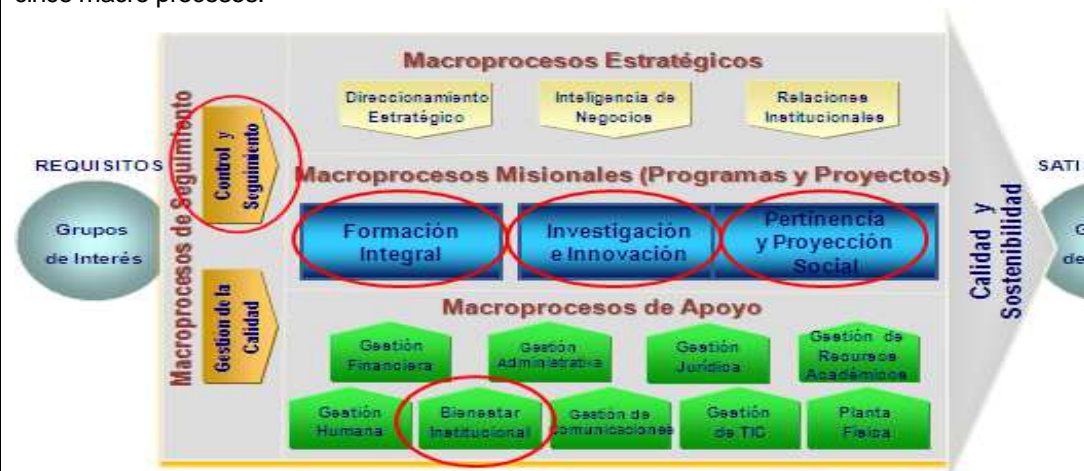 cinco macro procesos.
Macroprocesos Estratégicos
Direccionamiento
Estratégico
Inteligencia de
Negocios
Relaciones
Institucionales
Macroprocesos de Seguimiento
Control y
Seguimiento
Gestion de la
Calidad
REQUISITOS
Grupos
de Interés
Macroprocesos Misionales (Programas y Proyectos)
Formación
Integral
Investigación
e Innovación
Pertinencia
y Proyección
Social
Macroprocesos de Apoyo
Gestión
Financiera
Gestión
Administrativa
Gestión
Jurídica
Gestión de
Recursos
Académicos
Gestión
Humana
Bienestar
Institucional
Gestión de
Comunicaciones
Gestión
de TIC
Planta
Física
Calidad y
Sostenibilidad
SATI
G
de